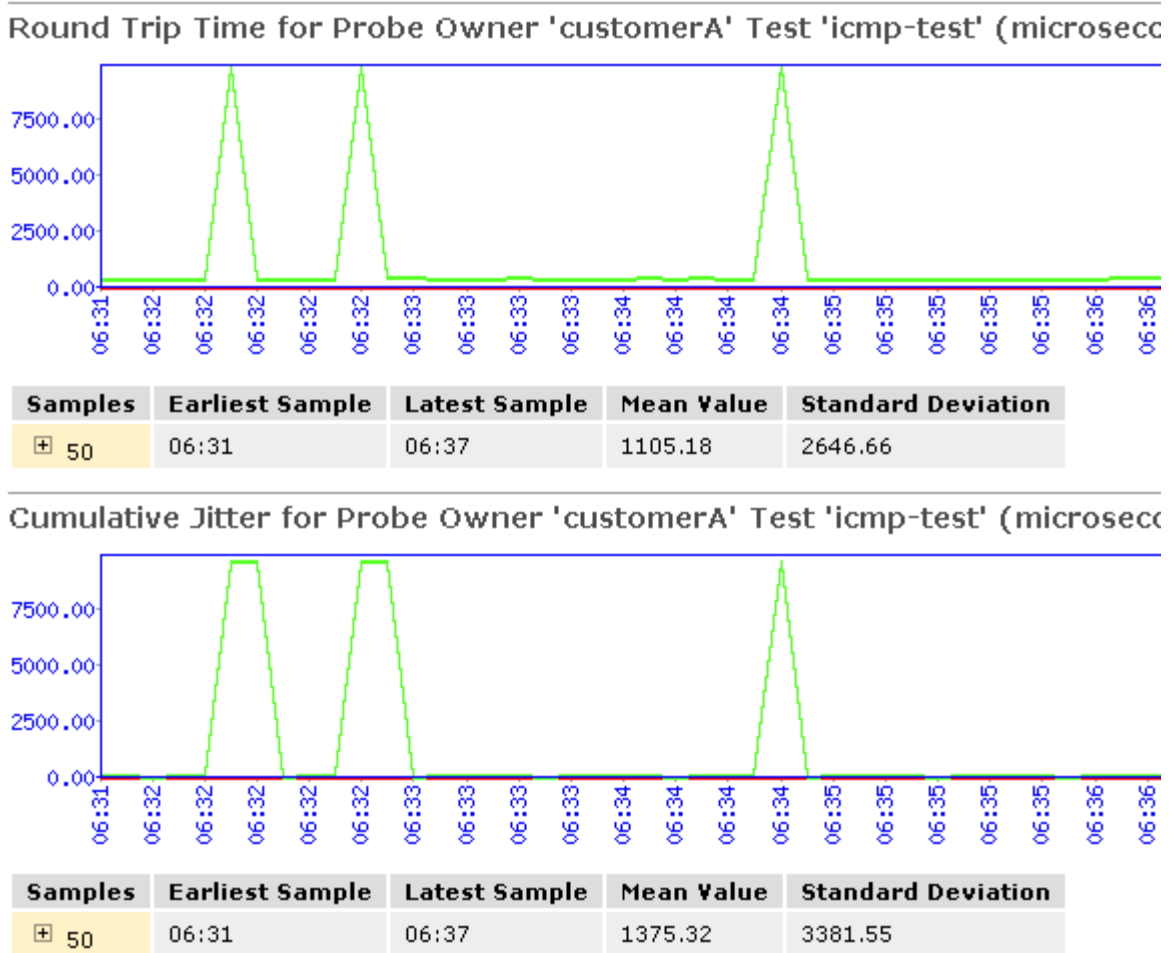 Round Trip Time for Probe Owner 'customerA' Test 'icmp-test' (microsecc
7500.00
5000.00
2500.00
0.00
06:31 06:32 06:32 06:32 06:32 06:32 06:33 06:33 06:33 06:33 06:34 06:34 06:34 06:34 06:35 06:35 06:35 06:35 06:36 06:36 06:36
Samples Earliest Sample Latest Sample Mean Value Standard Deviation
50 06:31 06:37 1105.18 2646.66
Cumulative Jitter for Probe Owner 'customerA' Test 'icmp-test' (microsecc
7500.00
5000.00
2500.00
0.00
06:31 06:32 06:32 06:32 06:32 06:32 06:33 06:33 06:33 06:33 06:34 06:34 06:34 06:34 06:35 06:35 06:35 06:35 06:36 06:36 06:36
Samples Earliest Sample Latest Sample Mean Value Standard Deviation
50 06:31 06:37 1375.32 3381.55